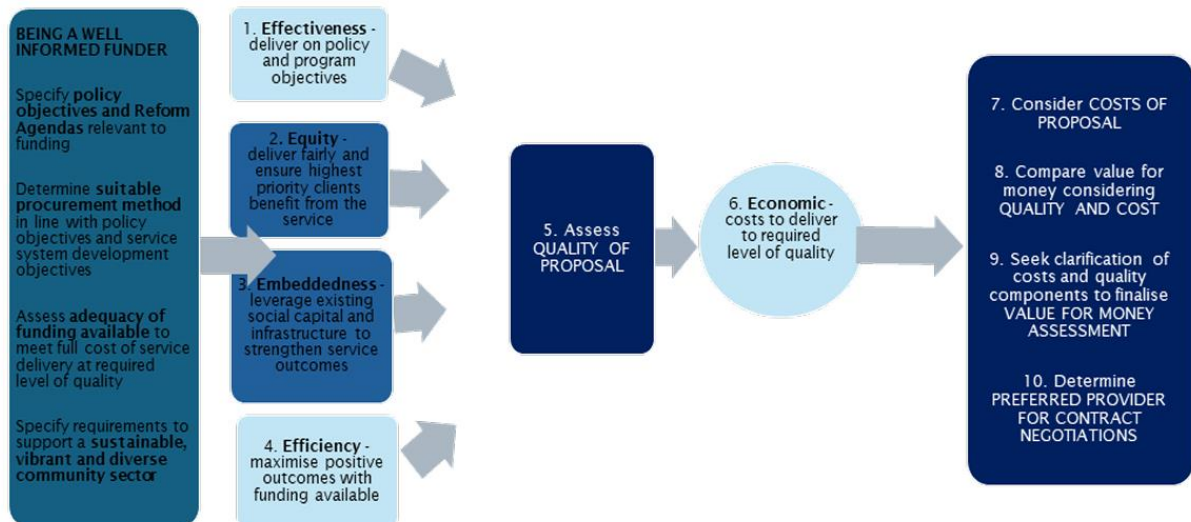 BEING A WELL
INFORMED FUNDER
Specify policy
objectives and Reform
Agendas relevant to
funding
Determine suitable
procurement method
in line with policy
objectives and service
system development
objectives
Assess adequacy of
funding available to
meet full cost of service
delivery at required
level of quality
Specify requirements to
support a sustainable,
vibrant and diverse
community sector
1. Effectiveness -
deliver on policy
and program
objectives
2. Equity -
deliver fairly and
ensure highest
priority clients
benefit from the
service
3. Embeddedness -
leverage existing
social capital and
infrastructure to
strengthen service
outcomes
4. Efficiency -
maximise positive
outcomes with
funding available
5. Assess
QUALITY OF
PROPOSAL
6. Economic -
costs to deliver
to required
level of quality
7. Consider COSTS OF
PROPOSAL
8. Compare value for
money considering
QUALITY AND COST
9. Seek clarification of
costs and quality
components to finalise
VALUE FOR MONEY
ASSESSMENT
10. Determine
PREFERRED PROVIDER
FOR CONTRACT
NEGOTIATIONS